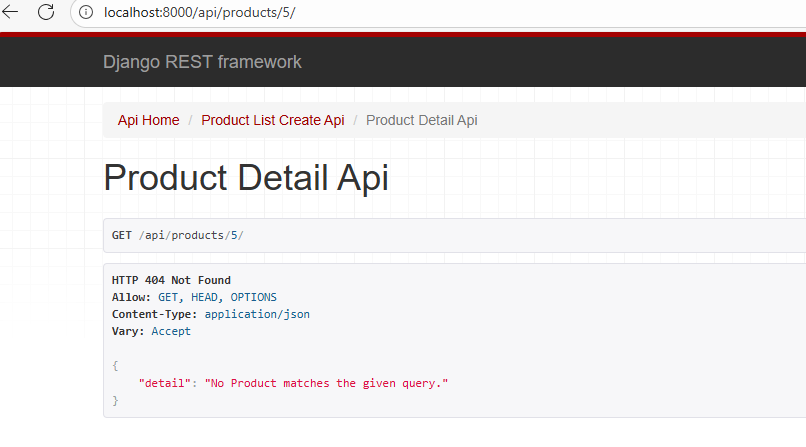 localhost:8000/api/products/5/
Django REST framework
Api Home / Product List Create Api / Product Detail Api
Product Detail Api
GET /api/products/5/
HTTP 404 Not Found
Allow: GET, HEAD, OPTIONS
Content-Type: application/json
Vary: Accept
{
    "detail": "No Product matches the given query."
}